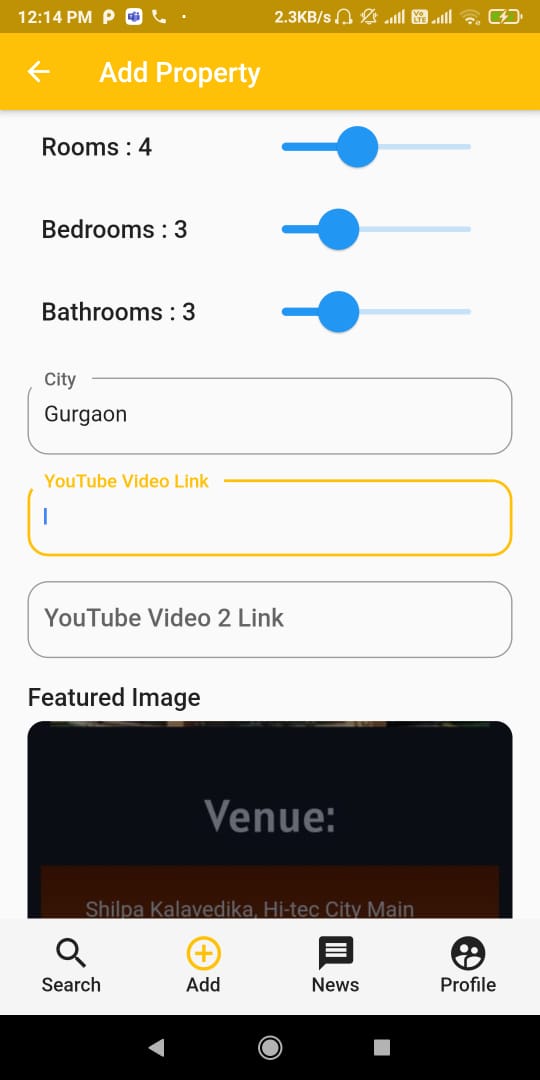 12:14 PM
2.3KB/s
Add Property
Rooms : 4
Bedrooms : 3
Bathrooms : 3
City
Gurgaon
YouTube Video Link
YouTube Video 2 Link
Featured Image
Venue:
Shilpa Kalavedika, Hi-tec City Main
Search Add News Profile